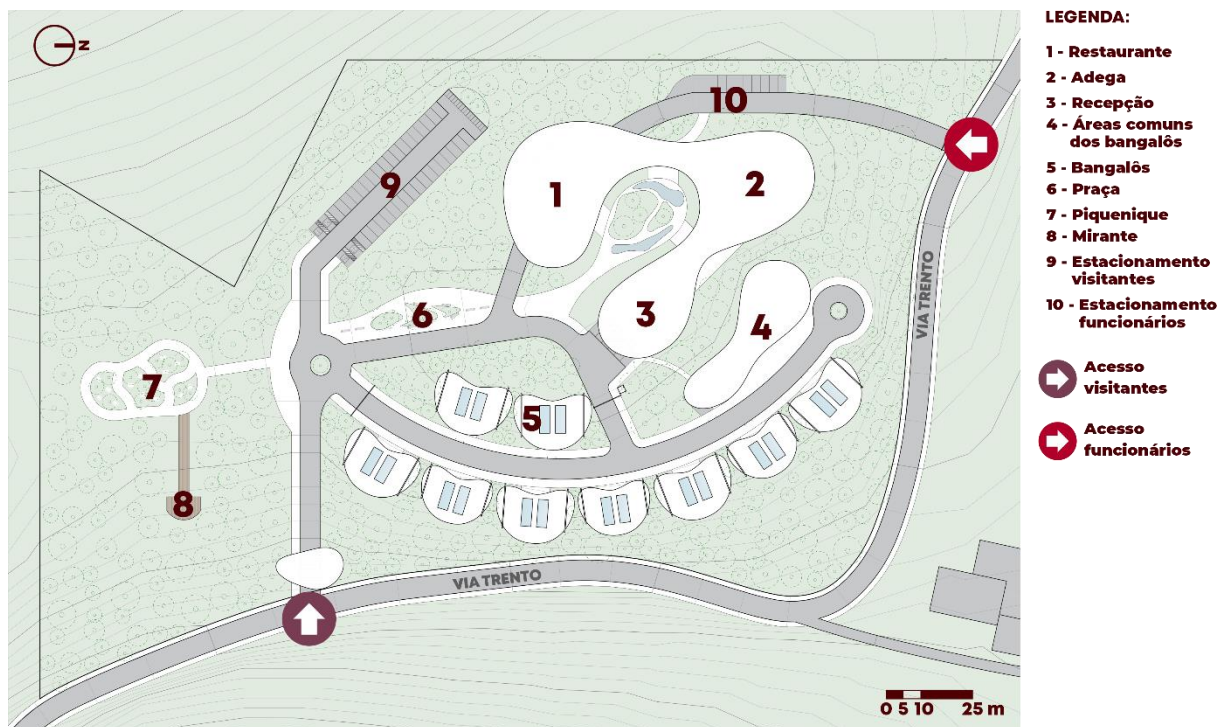 N
10
9
1
2
3
6
4
7
5
8
VIA TRENTO
VIA TRENTO
0 5 10 25 m
LEGENDA:
1 - Restaurante
2 - Adega
3 - Recepção
4 - Áreas comuns
dos bangalôs
5 - Bangalôs
6 - Praça
7 - Piquenique
8 - Mirante
9 - Estacionamento
visitantes
10 - Estacionamento
funcionários
Acesso
visitantes
Acesso
funcionários